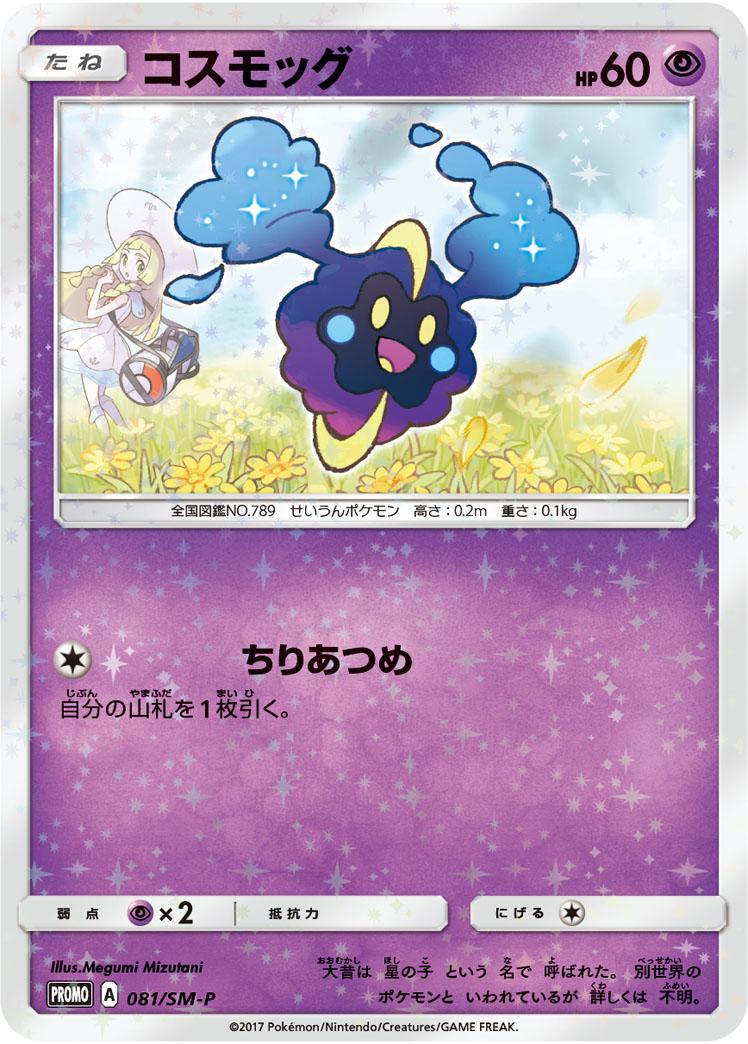 たね コスモッグ HP60
全国図鑑NO.789 せいうんポケモン 高さ:0.2m 重さ:0.1kg
ちりあつめ
自分の山札を1枚引く。
弱点 ×2 抵抗力 にげる
Illus.Megumi Mizutani
大昔は 星の子 という 名で 呼ばれた。別世界の
ポケモンと いわれているが 詳しくは 不明。
PROMO A 081/SM-P
©2017 Pokémon/Nintendo/Creatures/GAME FREAK.